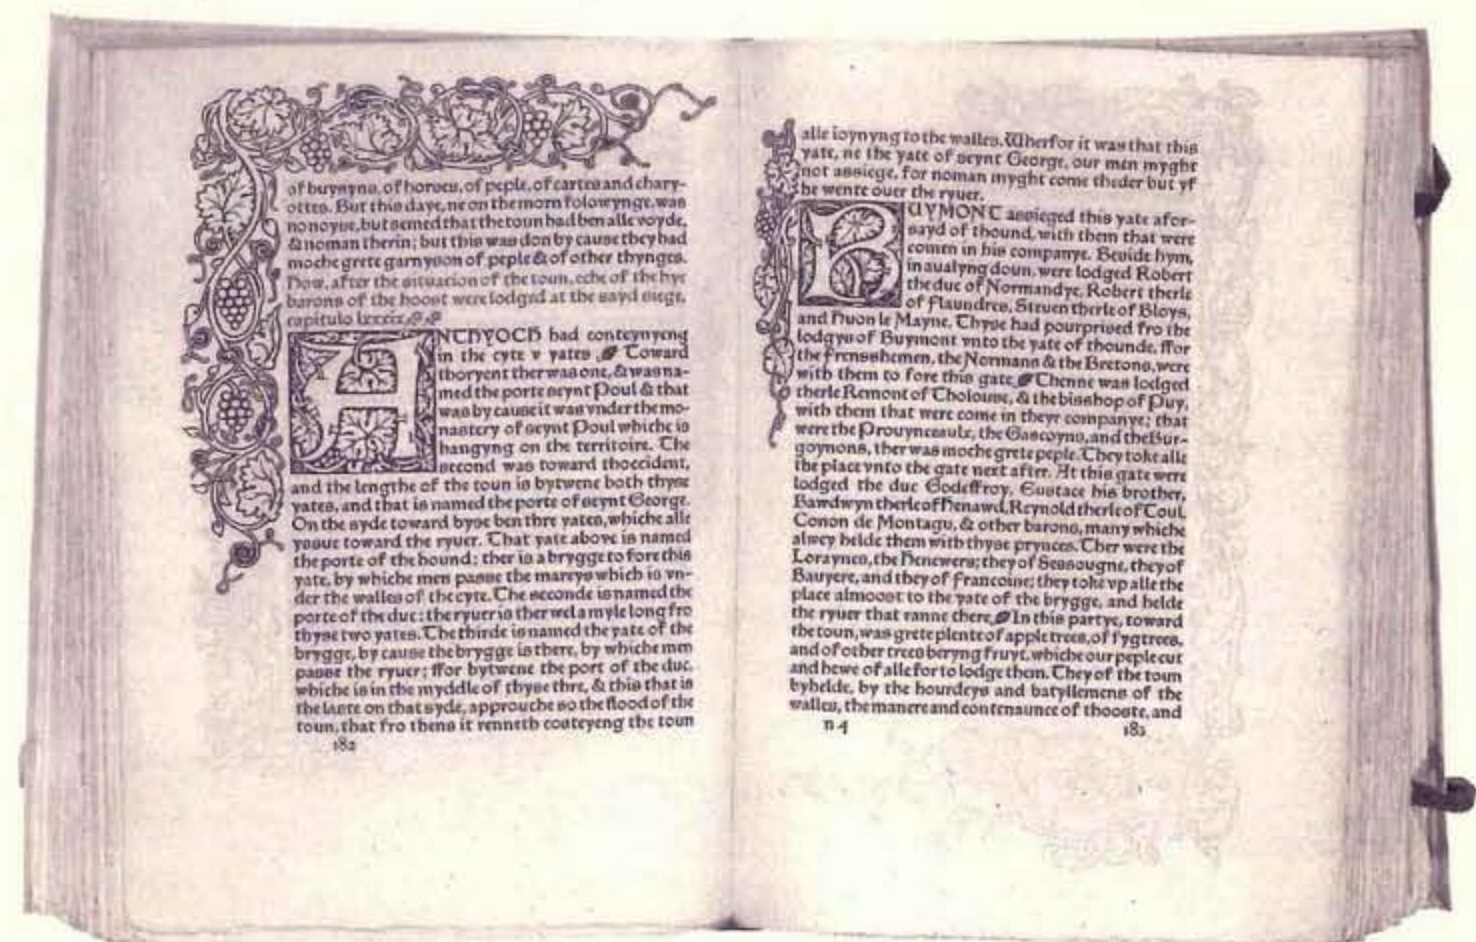 of buysyns, of horses, of peple, of cartes and chary-
ottes. But this daye, ne on the morn folowynge, was
no noyse, but semed that the toun had ben alle voyde,
& noman therin; but this was don by cause they had
moche grete garnyson of peple & of other thynges.
Now, after the situacion of the toun, eche of the hye
barons of the hoost were lodged at the sayd siege,
capitulo lxxxix
ANTHYOCH had conteynyng
in the cyte v yates Toward
thoryent ther was one, & was na-
med the porte seynt Poul & that
was by cause it was vnder the mo-
nastery of seynt Poul whiche is
hangyng on the territoire. The
second was toward thoccident,
and the lengthe of the toun is bytwene both thyse
yates, and that is named the porte of seynt George.
On the syde toward byse ben thre yates, whiche alle
yssue toward the ryuer. That yate above is named
the porte of the hound: ther is a brygge to fore this
yate, by whiche men passe the mareys which is vn-
der the walles of the cyte. The seconde is named the
porte of the duc: the ryuer is ther wel a myle long fro
thyse two yates. The thirde is named the yate of the
brygge, by cause the brygge is there, by whiche men
passe the ryuer; ffor bytwene the port of the duc,
whiche is in the myddle of thyse thre, & this that is
the laste on that syde, approuche so the flood of the
toun, that fro thens it renneth costeyeng the toun
182
alle ioynyng to the walles. Wherfor it was that this
yate, ne the yate of seynt George, our men myght
not assiege, for noman myght come theder but yf
he wente ouer the ryuer.
BUYMONT assieged this yate afor-
sayd of thound, with them that were
comen in his companye. Beside hym,
in aualyng doun, were lodged Robert
the duc of Normandye, Robert therle
of Flaundres, Steuen therle of Bloys,
and Huon le Mayne. Thyse had pourprised fro the
lodgys of Buymont vnto the yate of thounde, ffor
the Frensshemen, the Normans & the Bretons, were
with them to fore this gate Thenne was lodged
therle Remont of Tholouse, & the bisshop of Puy,
with them that were come in theyr companye; that
were the Prouynceaulx, the Gascoyns, and the Bur-
goynons, ther was moche grete peple. They toke alle
the place vnto the gate next after. At this gate were
lodged the duc Godeffroy, Eustace his brother,
Bawdwyn therle of Henawd, Reynold therle of Toul,
Conon de Montagu, & other barons, many whiche
alwey helde them with thyse prynces. Ther were the
Loraynes, the Henewers; they of Sessougne, they of
Bauyere, and they of Francoine; they toke vp alle the
place almoost to the yate of the brygge, and helde
the ryuer that ranne there In this partye, toward
the toun, was grete plente of apple trees, of fygtrees,
and of other trees beryng fruyt, whiche our peple cut
and hewe of alle for to lodge them. They of the toun
byhelde, by the hourdeys and batyllemens of the
walles, the manere and contenaunce of thooste, and
n 4
183